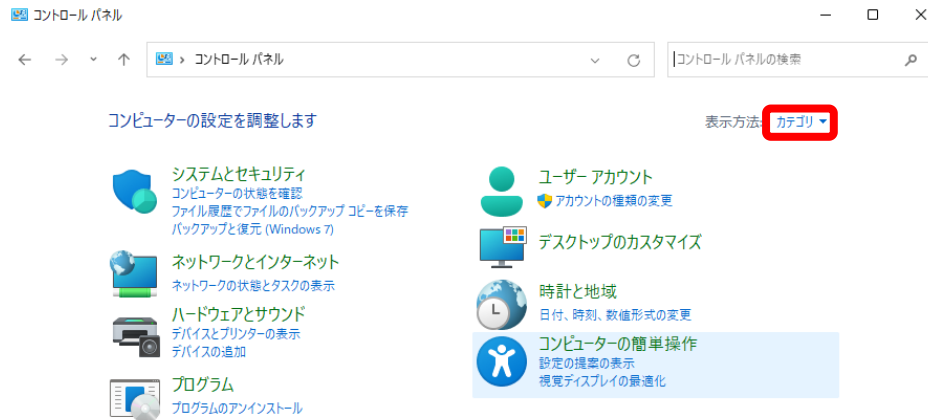 コントロール パネル
コントロール パネル
コントロール パネルの検索
コンピューターの設定を調整します
表示方法: カテゴリ
システムとセキュリティ
コンピューターの状態を確認
ファイル履歴でファイルのバックアップ コピーを保存
バックアップと復元 (Windows 7)
ネットワークとインターネット
ネットワークの状態とタスクの表示
ハードウェアとサウンド
デバイスとプリンターの表示
デバイスの追加
プログラム
プログラムのアンインストール
ユーザー アカウント
アカウントの種類の変更
デスクトップのカスタマイズ
時計と地域
日付、時刻、数値形式の変更
コンピューターの簡単操作
設定の提案の表示
視覚ディスプレイの最適化